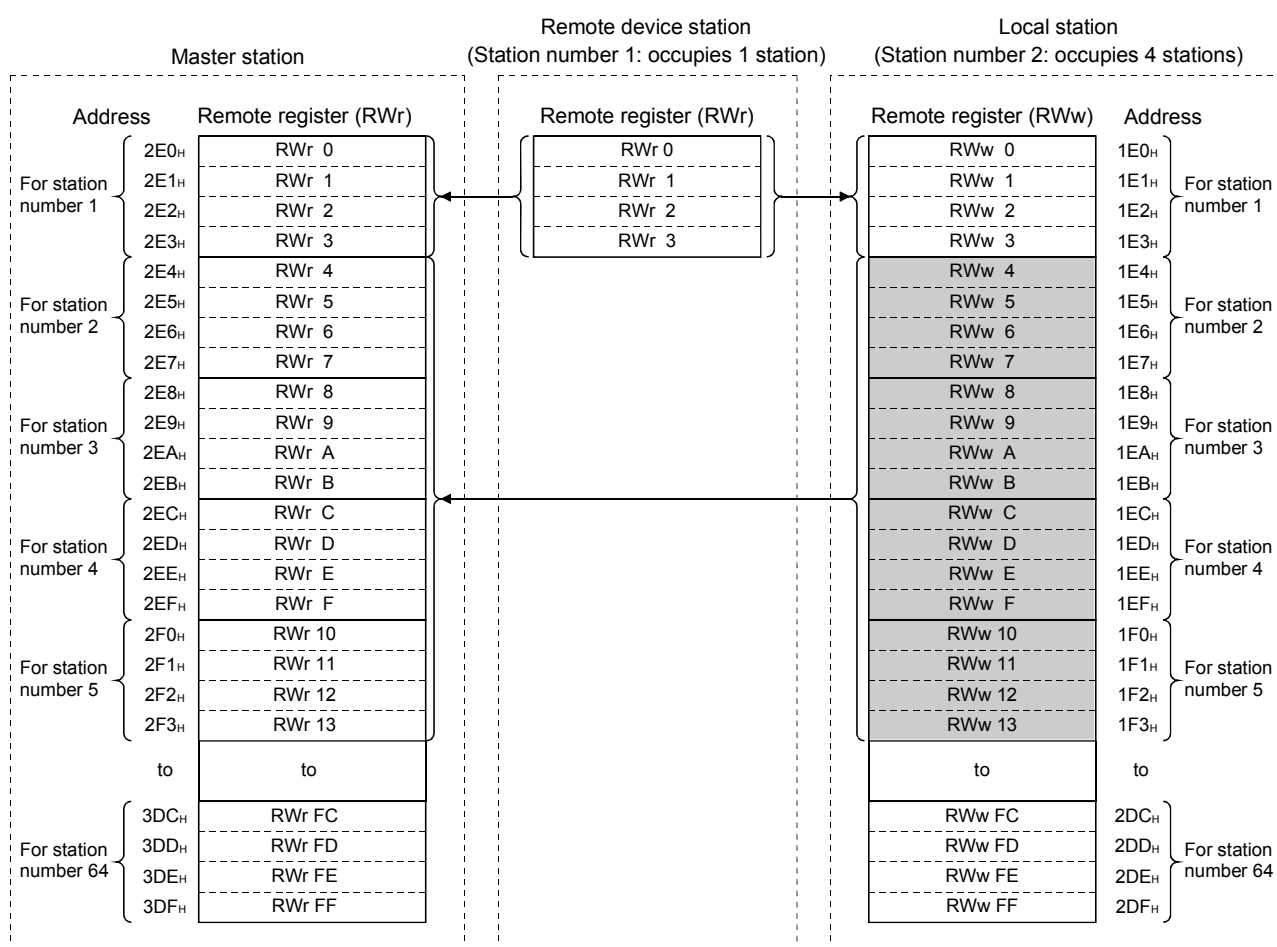 Remote device station
(Station number 1: occupies 1 station)
Local station
(Station number 2: occupies 4 stations)
Master station
Address Remote register (RWr) Remote register (RWr) Remote register (RWw) Address
2E0H RWr 0 RWr 0 RWw 0 1E0H
For station number 1 2E1H RWr 1 RWr 1 RWw 1 1E1H For station number 1
2E2H RWr 2 RWr 2 RWw 2 1E2H
2E3H RWr 3 RWr 3 RWw 3 1E3H
2E4H RWr 4 RWw 4 1E4H
For station number 2 2E5H RWr 5 RWw 5 1E5H For station number 2
2E6H RWr 6 RWw 6 1E6H
2E7H RWr 7 RWw 7 1E7H
2E8H RWr 8 RWw 8 1E8H
For station number 3 2E9H RWr 9 RWw 9 1E9H For station number 3
2EAH RWr A RWw A 1EAH
2EBH RWr B RWw B 1EBH
2ECH RWr C RWw C 1ECH
For station number 4 2EDH RWr D RWw D 1EDH For station number 4
2EEH RWr E RWw E 1EEH
2EFH RWr F RWw F 1EFH
2F0H RWr 10 RWw 10 1F0H
For station number 5 2F1H RWr 11 RWw 11 1F1H For station number 5
2F2H RWr 12 RWw 12 1F2H
2F3H RWr 13 RWw 13 1F3H
to to to to
3DCH RWr FC RWw FC 2DCH
For station number 64 3DDH RWr FD RWw FD 2DDH For station number 64
3DEH RWr FE RWw FE 2DEH
3DFH RWr FF RWw FF 2DFH